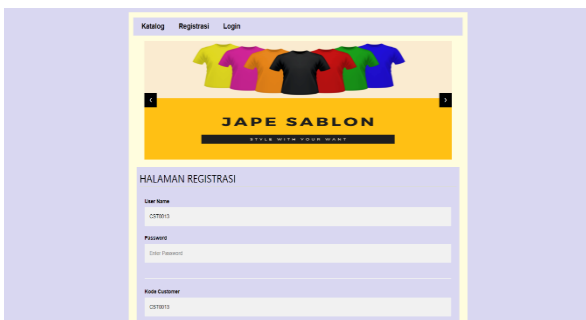 Katalog Registrasi Login
JAPE SABLON
STYLE WITH YOUR WANT
HALAMAN REGISTRASI
User Name
CST0013
Password
Enter Password
Kode Customer
CST0013